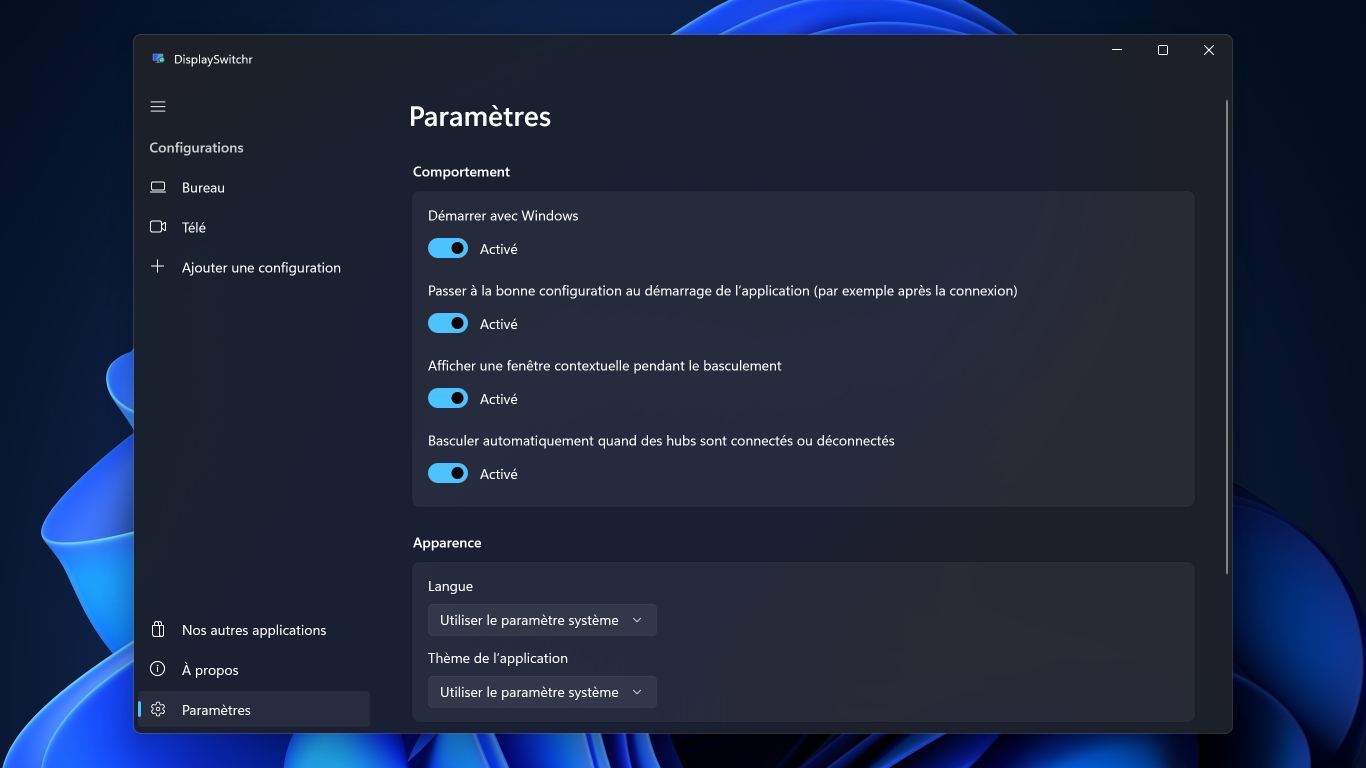 DisplaySwitchr
Configurations
Bureau
Télé
Ajouter une configuration
Nos autres applications
À propos
Paramètres
Paramètres
Comportement
Démarrer avec Windows
Activé
Passer à la bonne configuration au démarrage de l'application (par exemple après la connexion)
Activé
Afficher une fenêtre contextuelle pendant le basculement
Activé
Basculer automatiquement quand des hubs sont connectés ou déconnectés
Activé
Apparence
Langue
Utiliser le paramètre système
Thème de l'application
Utiliser le paramètre système